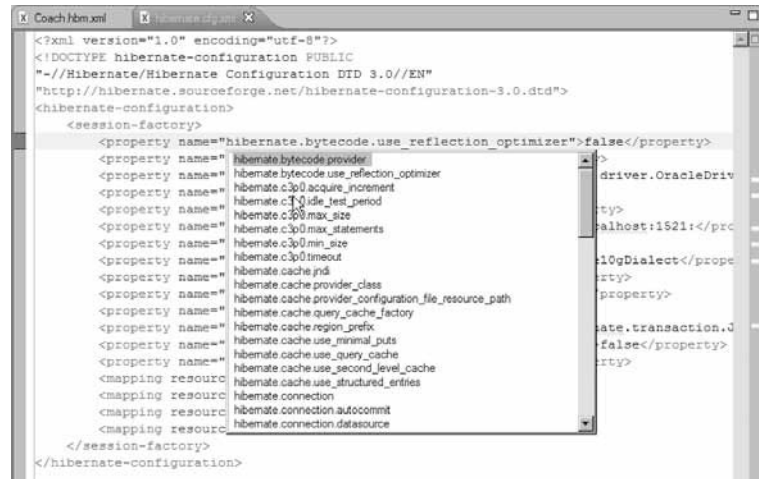 Coach.hbm.xml hibernate.cfg.xml
<?xml version="1.0" encoding="utf-8"?>
<!DOCTYPE hibernate-configuration PUBLIC
"-//Hibernate/Hibernate Configuration DTD 3.0//EN"
"http://hibernate.sourceforge.net/hibernate-configuration-3.0.dtd">
<hibernate-configuration>
<session-factory>
<property name="hibernate.bytecode.use_reflection_optimizer">false</property>
<property name="
<property name=" driver.OracleDriv
<property name="
<property name=" ty>
<property name=" alhost:1521:</pro
<property name="
<property name=" 10gDialect</prope
<property name=" rty>
<property name=" property>
<property name="
<property name=" nate.transaction.J
<property name=" >false</property>
<property name=" rty>
<mapping resourc
<mapping resourc
<mapping resourc
<mapping resourc
</session-factory>
</hibernate-configuration>
hibernate.bytecode.provider
hibernate.bytecode.use_reflection_optimizer
hibernate.c3p0.acquire_increment
hibernate.c3p0.idle_test_period
hibernate.c3p0.max_size
hibernate.c3p0.max_statements
hibernate.c3p0.min_size
hibernate.c3p0.timeout
hibernate.cache.jndi
hibernate.cache.provider_class
hibernate.cache.provider_configuration_file_resource_path
hibernate.cache.query_cache_factory
hibernate.cache.region_prefix
hibernate.cache.use_minimal_puts
hibernate.cache.use_query_cache
hibernate.cache.use_second_level_cache
hibernate.cache.use_structured_entries
hibernate.connection
hibernate.connection.autocommit
hibernate.connection.datasource